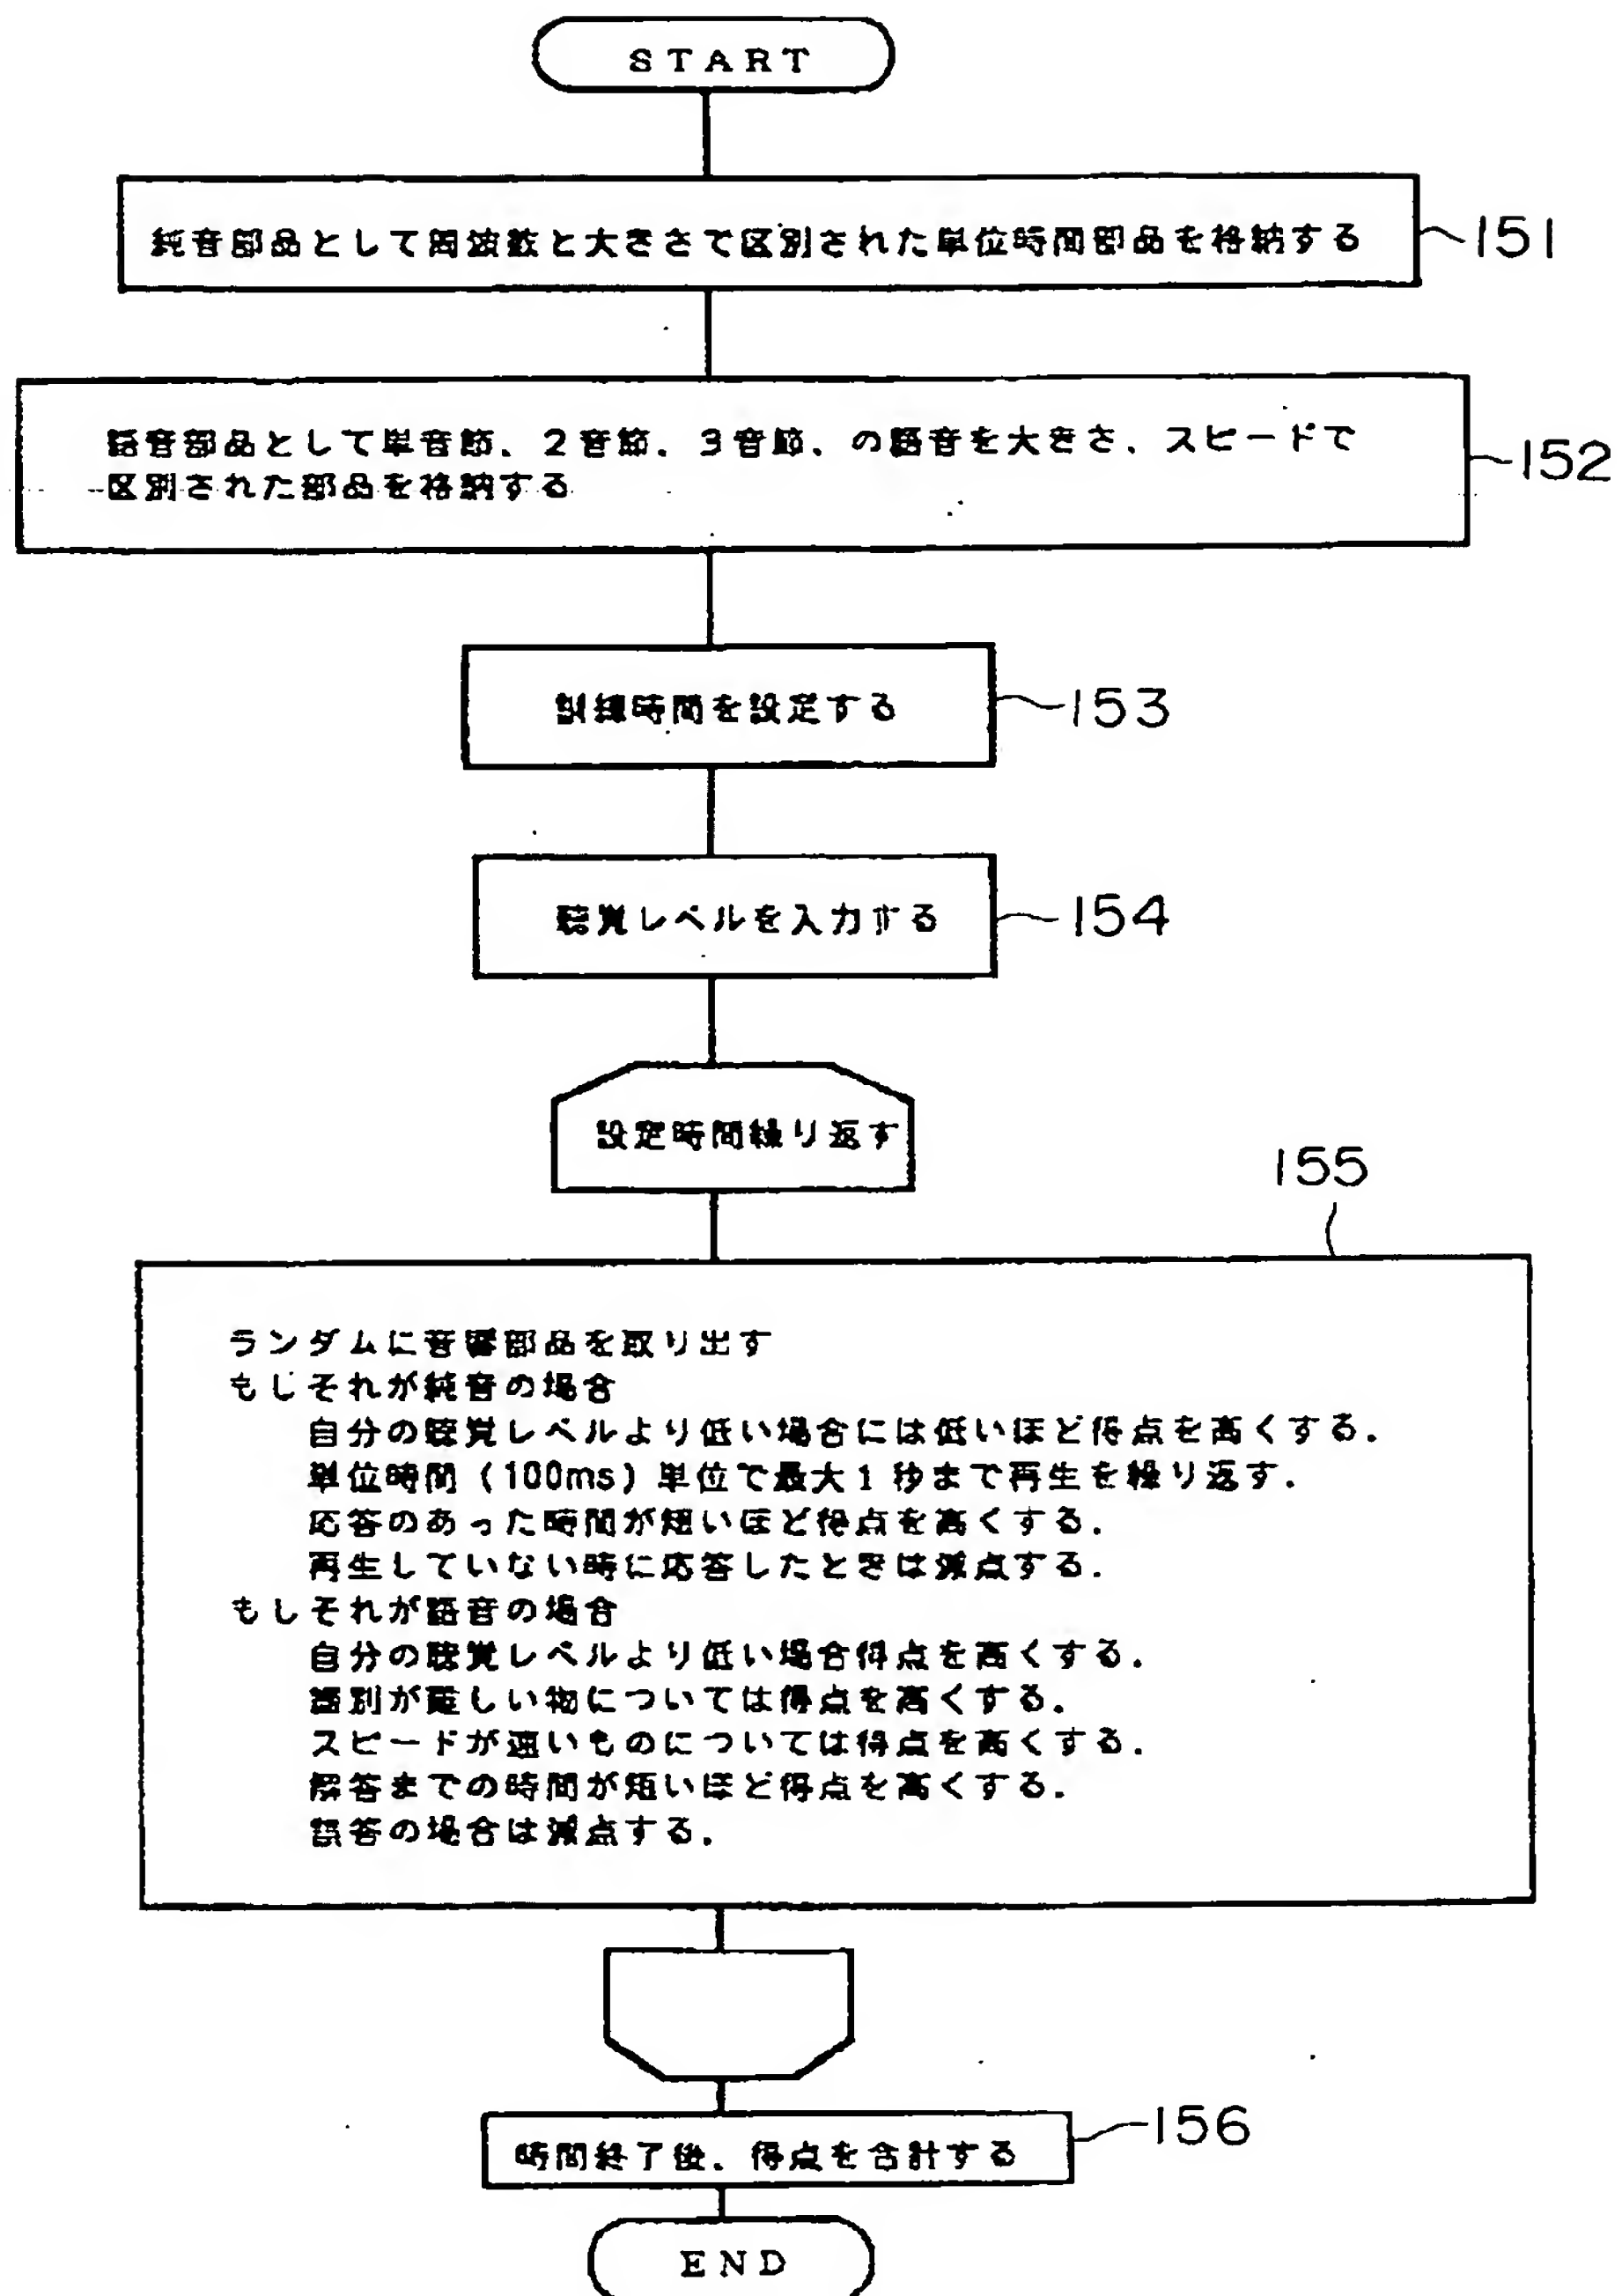 START
純音部品として周波数と大きさで区別された単位時間部品を格納する
151
語音部品として単音節、2音節、3音節、の語音を大きさ、スピードで
区別された部品を格納する
152
訓練時間を設定する
153
聴覚レベルを入力する
154
設定時間繰り返す
155
ランダムに音響部品を取り出す
もしそれが純音の場合
自分の聴覚レベルより低い場合には低いほど得点を高くする.
単位時間(100ms)単位で最大1秒まで再生を繰り返す.
応答のあった時間が短いほど得点を高くする.
再生していない時に応答したときは減点する.
もしそれが語音の場合
自分の聴覚レベルより低い場合得点を高くする.
識別が難しい物については得点を高くする.
スピードが速いものについては得点を高くする.
解答までの時間が短いほど得点を高くする.
誤答の場合は減点する.
時間終了後、得点を合計する
156
END